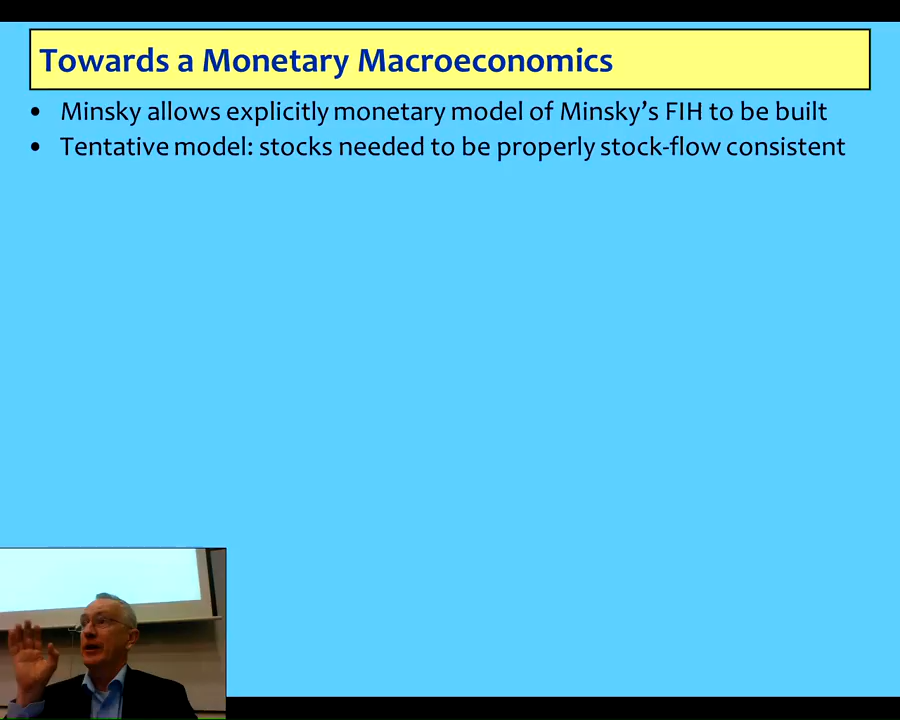 Towards a Monetary Macroeconomics
• Minsky allows explicitly monetary model of Minsky's FIH to be built
• Tentative model: stocks needed to be properly stock-flow consistent